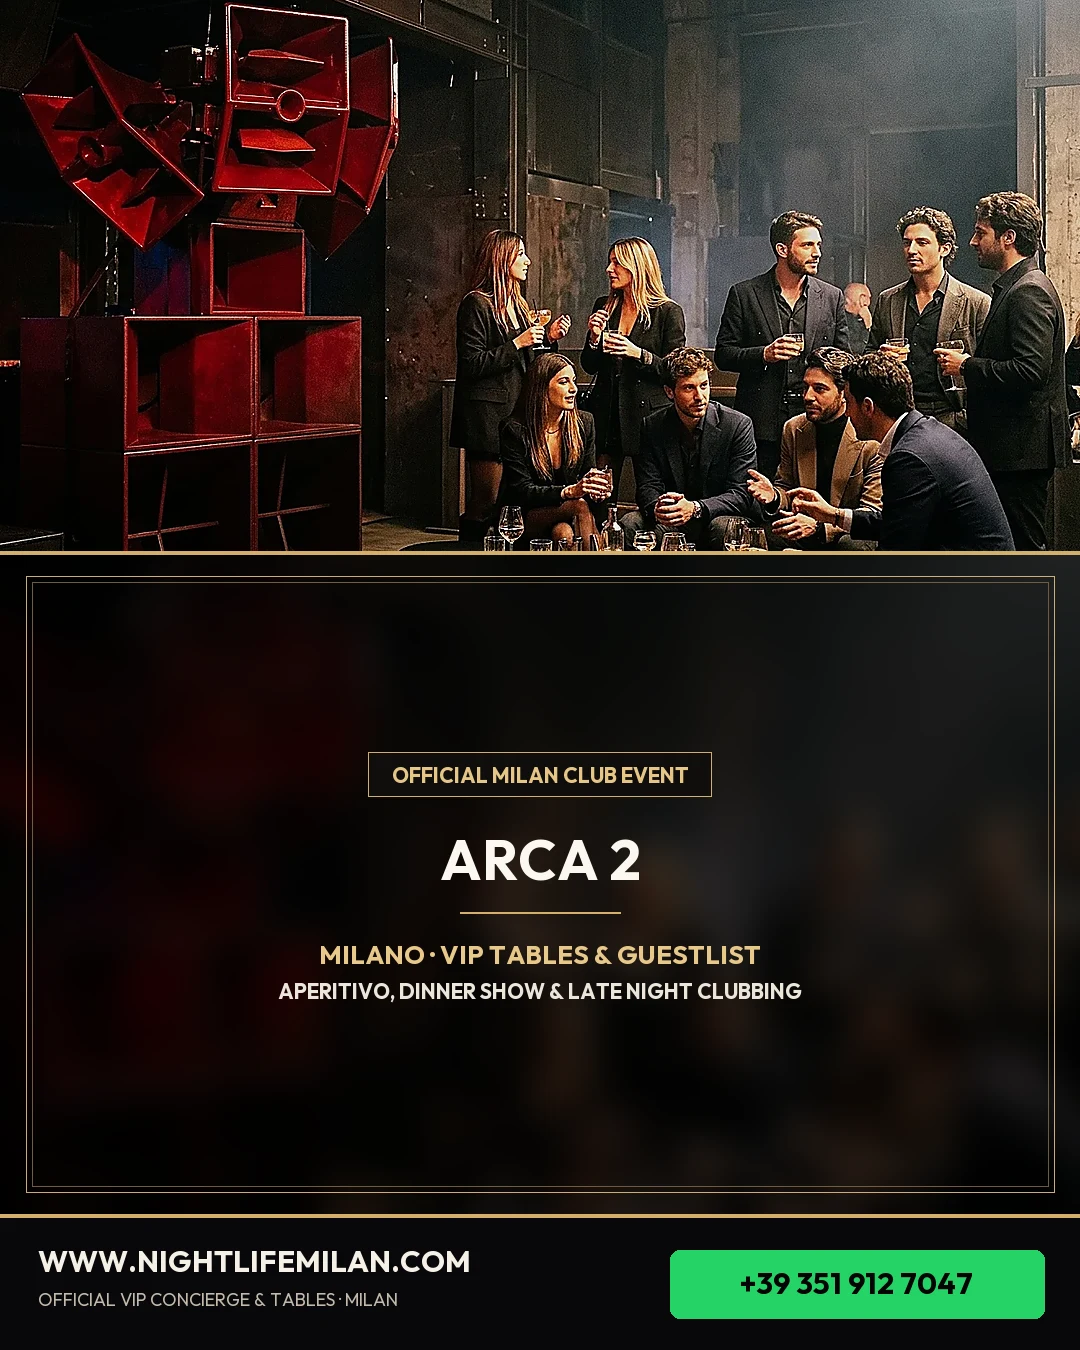 OFFICIAL MILAN CLUB EVENT
ARCA 2
MILANO · VIP TABLES & GUESTLIST
APERITIVO, DINNER SHOW & LATE NIGHT CLUBBING
WWW.NIGHTLIFEMILAN.COM
OFFICIAL VIP CONCIERGE & TABLES · MILAN
+39 351 912 7047